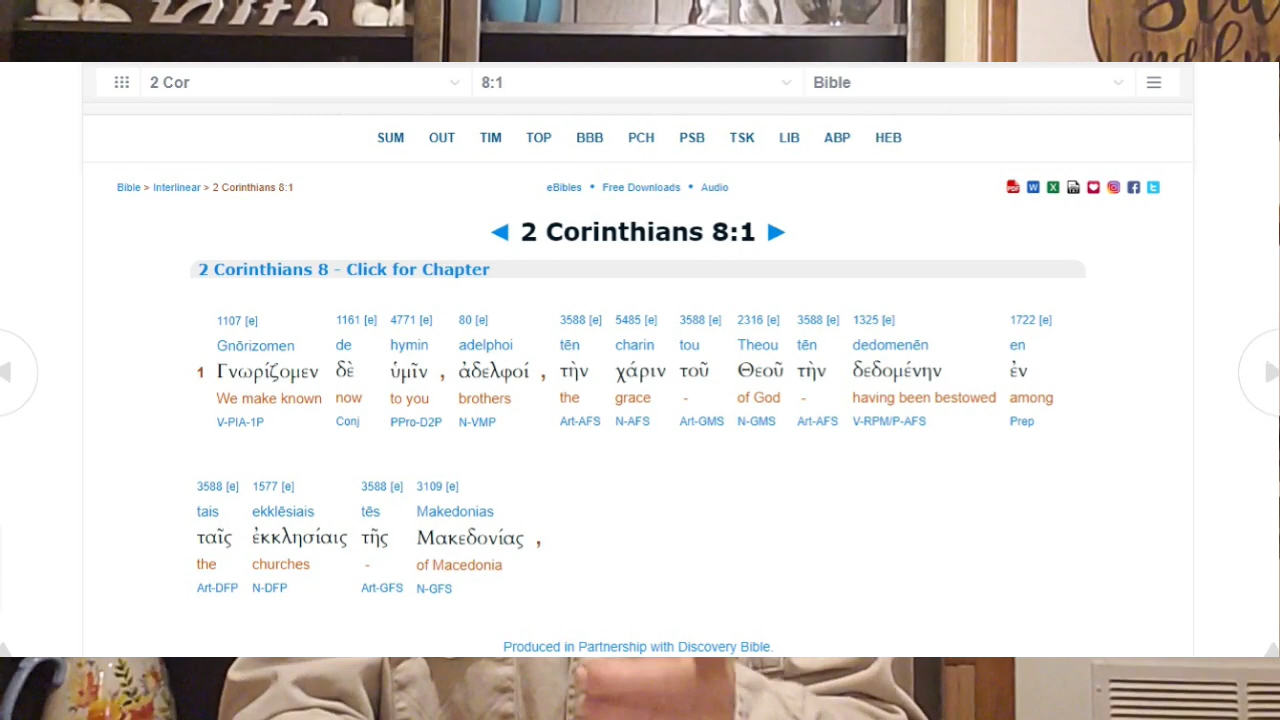 2 Cor 8:1 Bible
SUM OUT TIM TOP BBB PCH PSB TSK LIB ABP HEB
Bible > Interlinear > 2 Corinthians 8:1 eBibles • Free Downloads • Audio
◄ 2 Corinthians 8:1 ►
2 Corinthians 8 - Click for Chapter
1107 [e] 1161 [e] 4771 [e] 80 [e] 3588 [e] 5485 [e] 3588 [e] 2316 [e] 3588 [e] 1325 [e] 1722 [e]
Gnōrizomen de hymin adelphoi tēn charin tou Theou tēn dedomenēn en
1 Γνωρίζομεν δὲ ὑμῖν , ἀδελφοί , τὴν χάριν τοῦ Θεοῦ τὴν δεδομένην ἐν
We make known now to you brothers the grace - of God - having been bestowed among
V-PIA-1P Conj PPro-D2P N-VMP Art-AFS N-AFS Art-GMS N-GMS Art-AFS V-RPM/P-AFS Prep
3588 [e] 1577 [e] 3588 [e] 3109 [e]
tais ekklēsiais tēs Makedonias
ταῖς ἐκκλησίαις τῆς Μακεδονίας ,
the churches - of Macedonia
Art-DFP N-DFP Art-GFS N-GFS
Produced in Partnership with Discovery Bible.